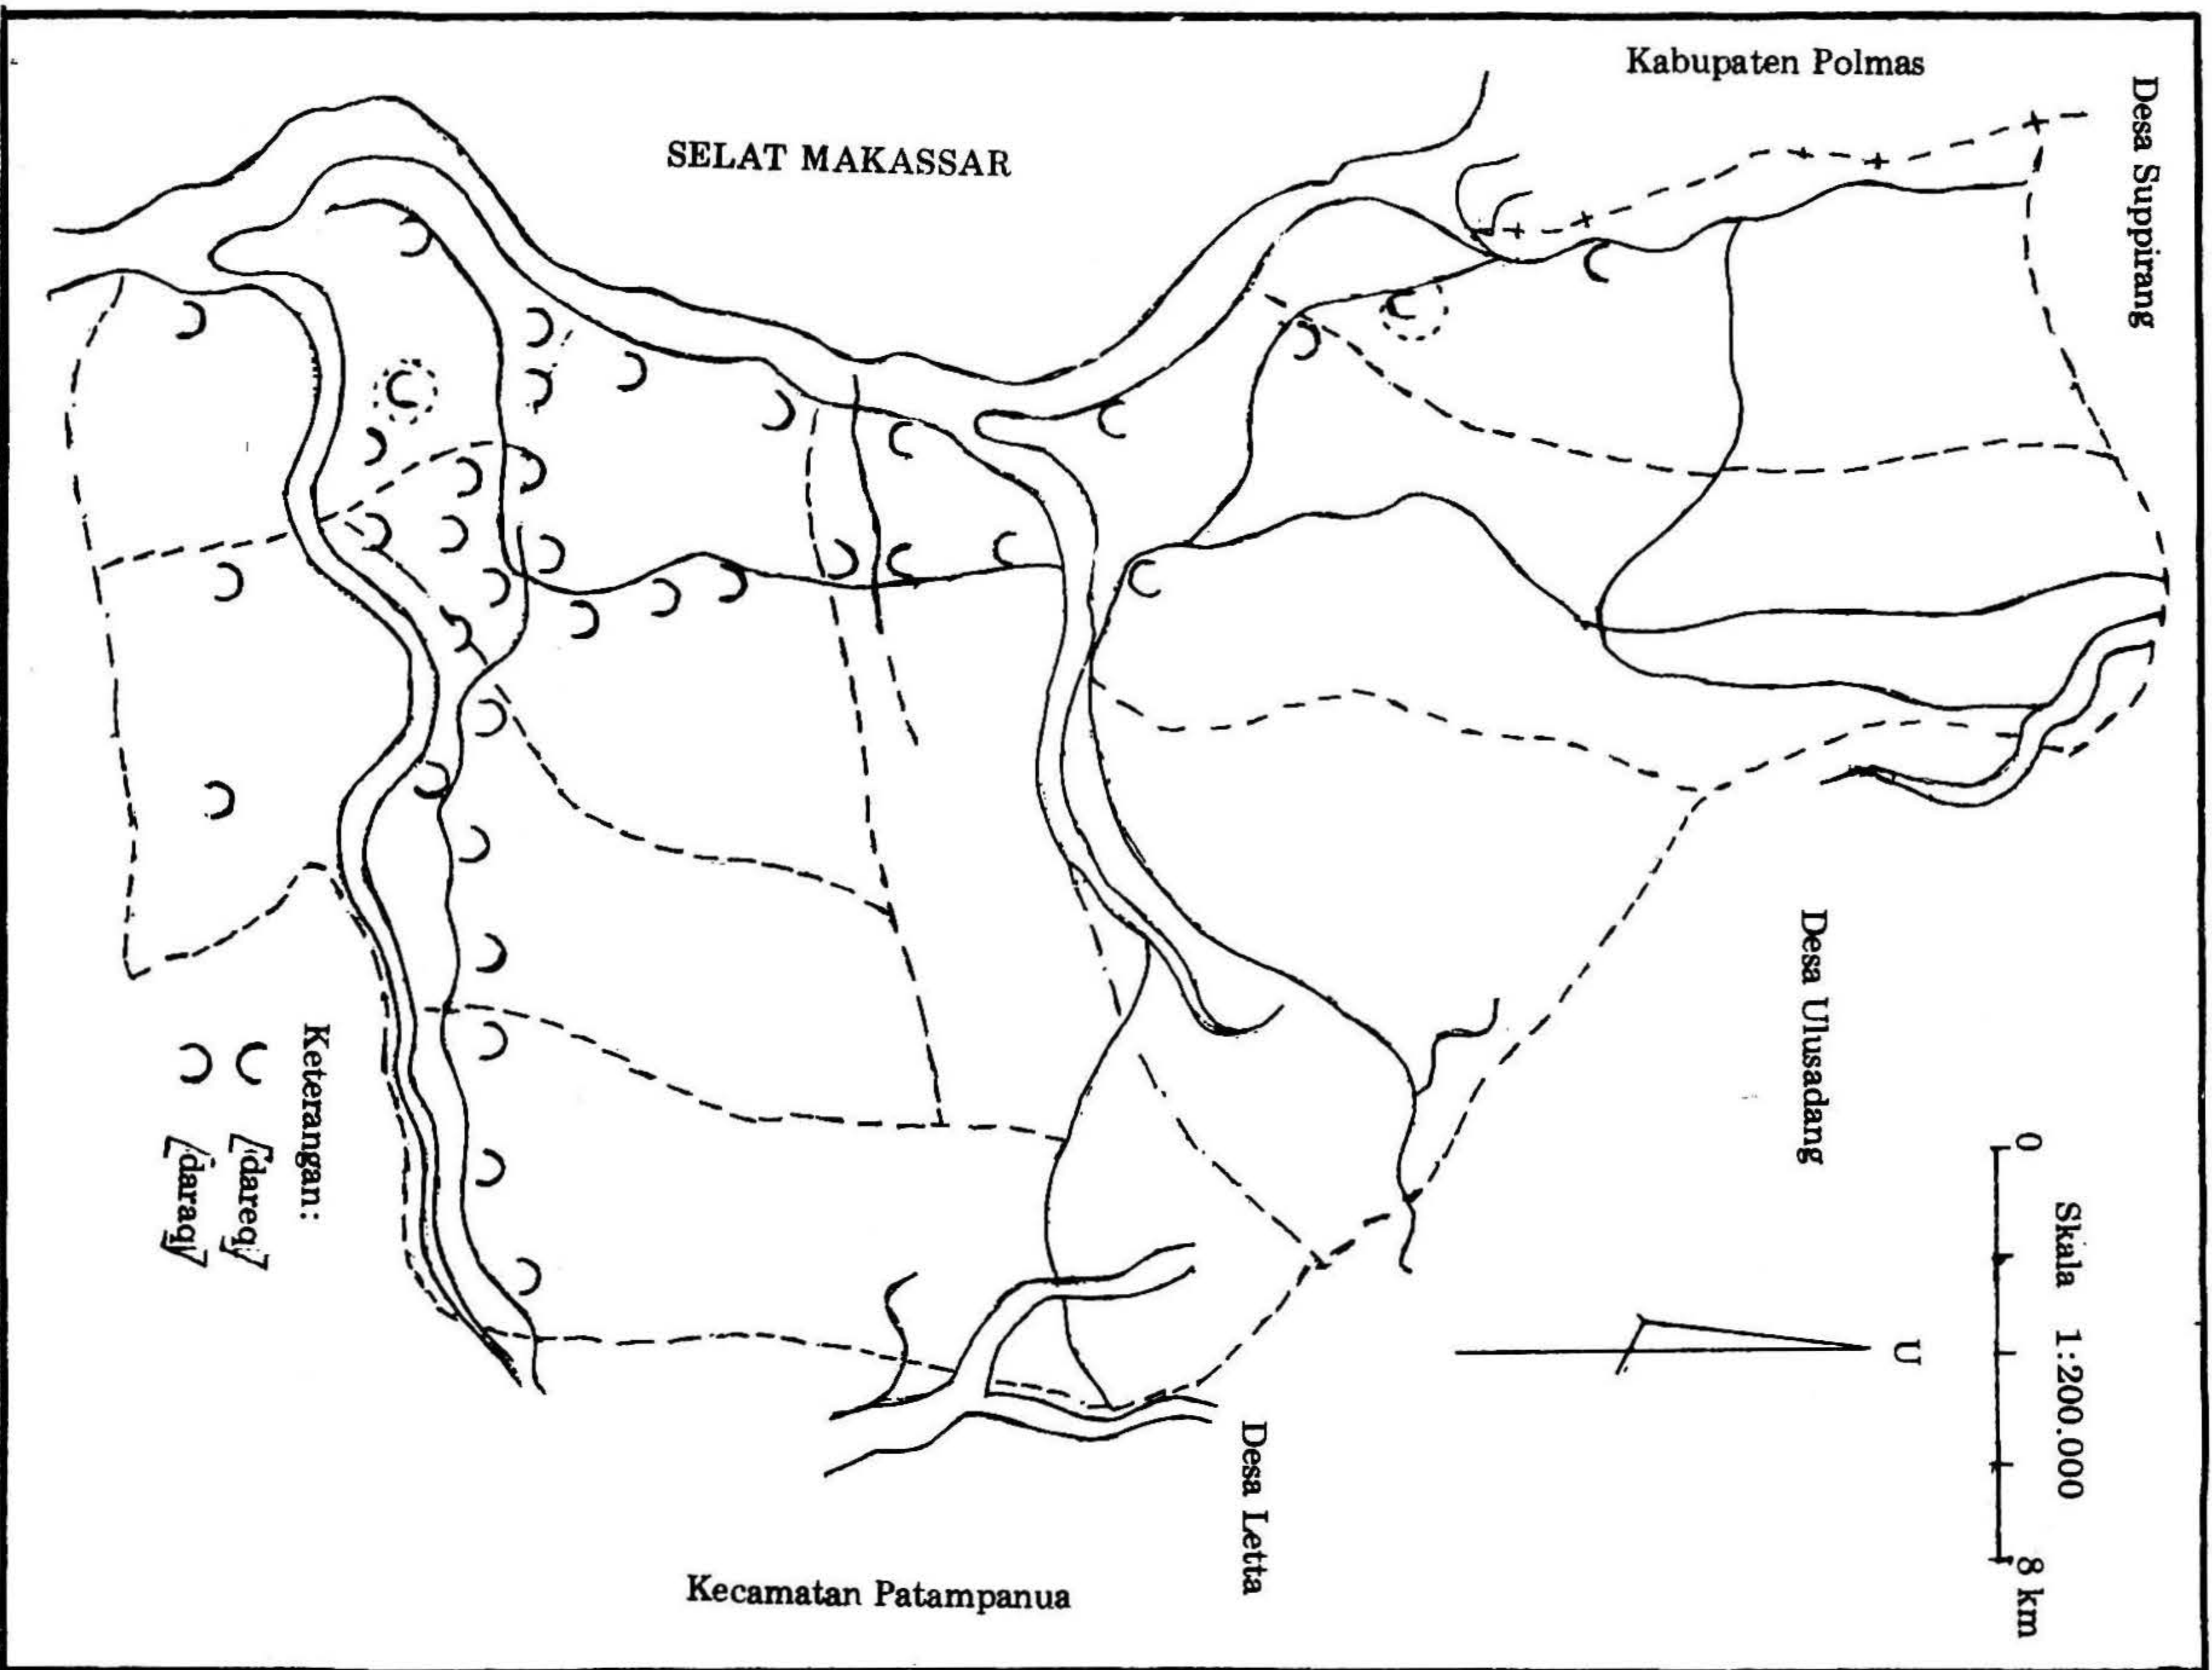 Kabupaten Polmas
Desa Suppirang
SELAT MAKASSAR
Desa Ulusadang
0
Skala 1:200.000
8 km
U
Keterangan:
[dareq]
[daraq]
Desa Letta
Kecamatan Patampanua